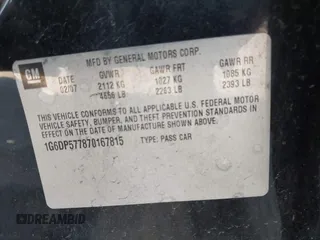 GM
MFD BY GENERAL MOTORS CORP.
DATE GVWR GAWR FRT GAWR RR
02/07 2112 KG 1027 KG 1085 KG
4656 LB 2263 LB 2393 LB
THIS VEHICLE CONFORMS TO ALL APPLICABLE U.S. FEDERAL MOTOR
VEHICLE SAFETY, BUMPER, AND THEFT PREVENTION STANDARDS IN
EFFECT ON THE DATE OF MANUFACTURE SHOWN ABOVE.
1G6DP577870167815 TYPE: PASS CAR
© BIDINFO